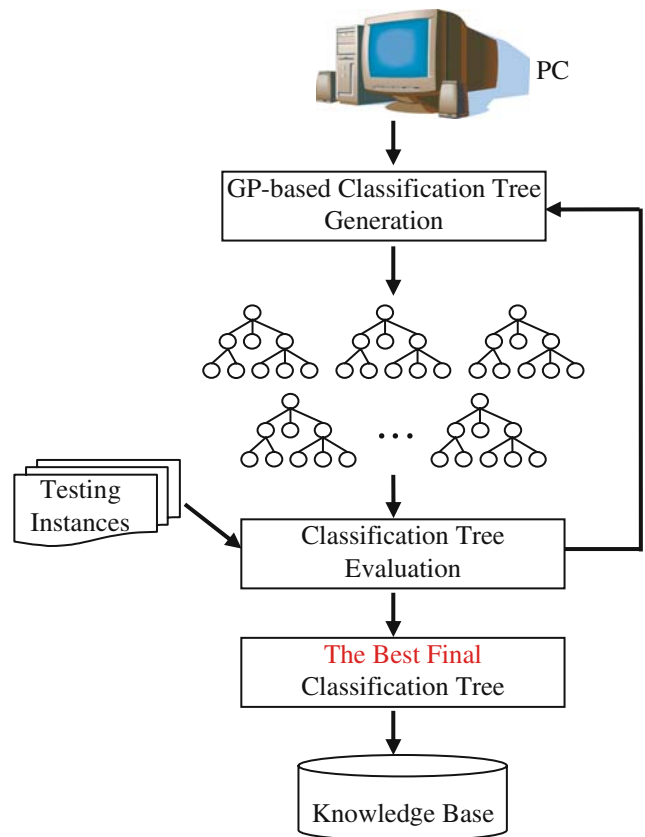 PC
GP-based Classification Tree
Generation
...
Testing
Instances
Classification Tree
Evaluation
The Best Final
Classification Tree
Knowledge Base